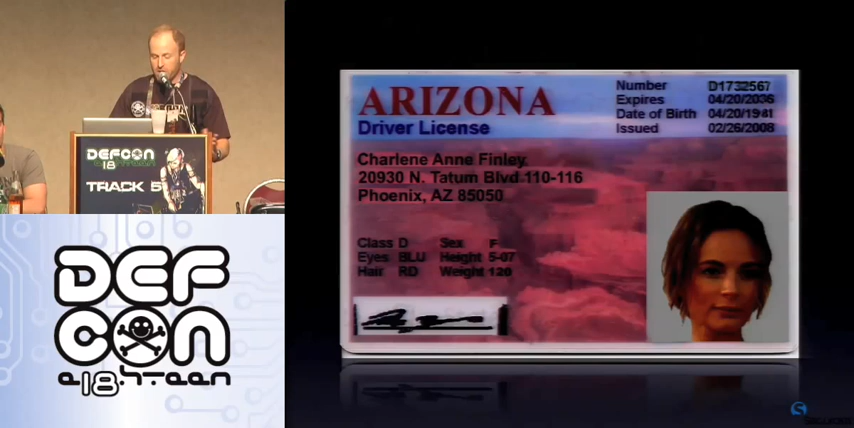 DEFCON
18
TRACK 5
DEF
CON
ARIZONA
Driver License
Number D1732567
Expires 04/20/2036
Date of Birth 04/20/1981
Issued 02/26/2008
Charlene Anne Finley
20930 N. Tatum Blvd 110-116
Phoenix, AZ 85050
Class D Sex F
Eyes BLU Height 5-07
Hair RD Weight 120